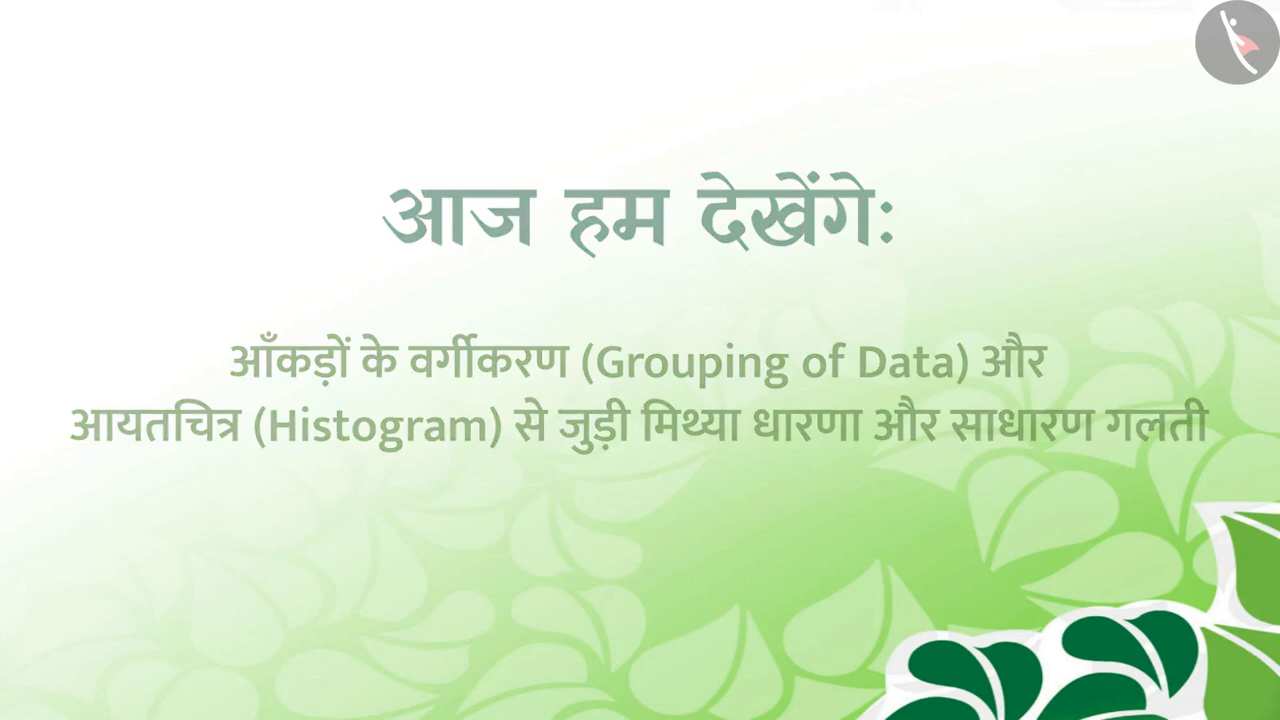 आज हम देखेंगे:
आँकड़ों के वर्गीकरण (Grouping of Data) और
आयतचित्र (Histogram) से जुड़ी मिथ्या धारणा और साधारण गलती